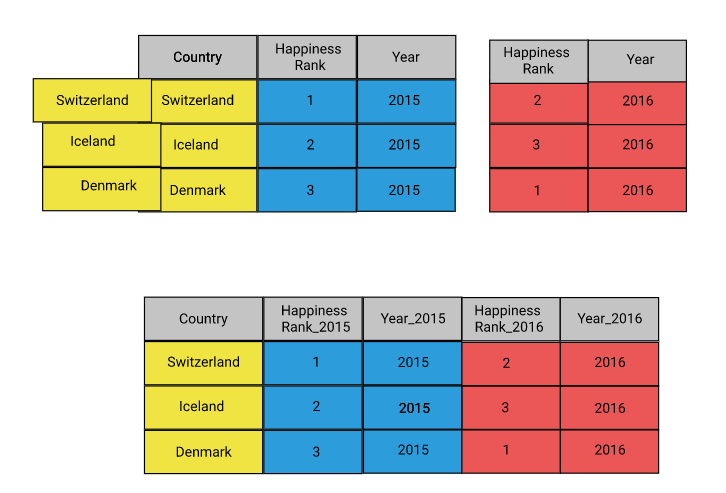 Country Happiness Rank Year
Switzerland Switzerland 1 2015
Iceland Iceland 2 2015
Denmark Denmark 3 2015
Happiness Rank Year
2 2016
3 2016
1 2016
Country Happiness Rank_2015 Year_2015 Happiness Rank_2016 Year_2016
Switzerland 1 2015 2 2016
Iceland 2 2015 3 2016
Denmark 3 2015 1 2016